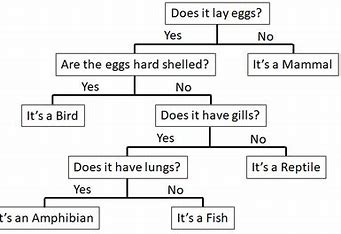 Does it lay eggs?
Yes No
Are the eggs hard shelled? It's a Mammal
Yes No
It's a Bird Does it have gills?
Yes No
Does it have lungs? It's a Reptile
Yes No
t's an Amphibian It's a Fish